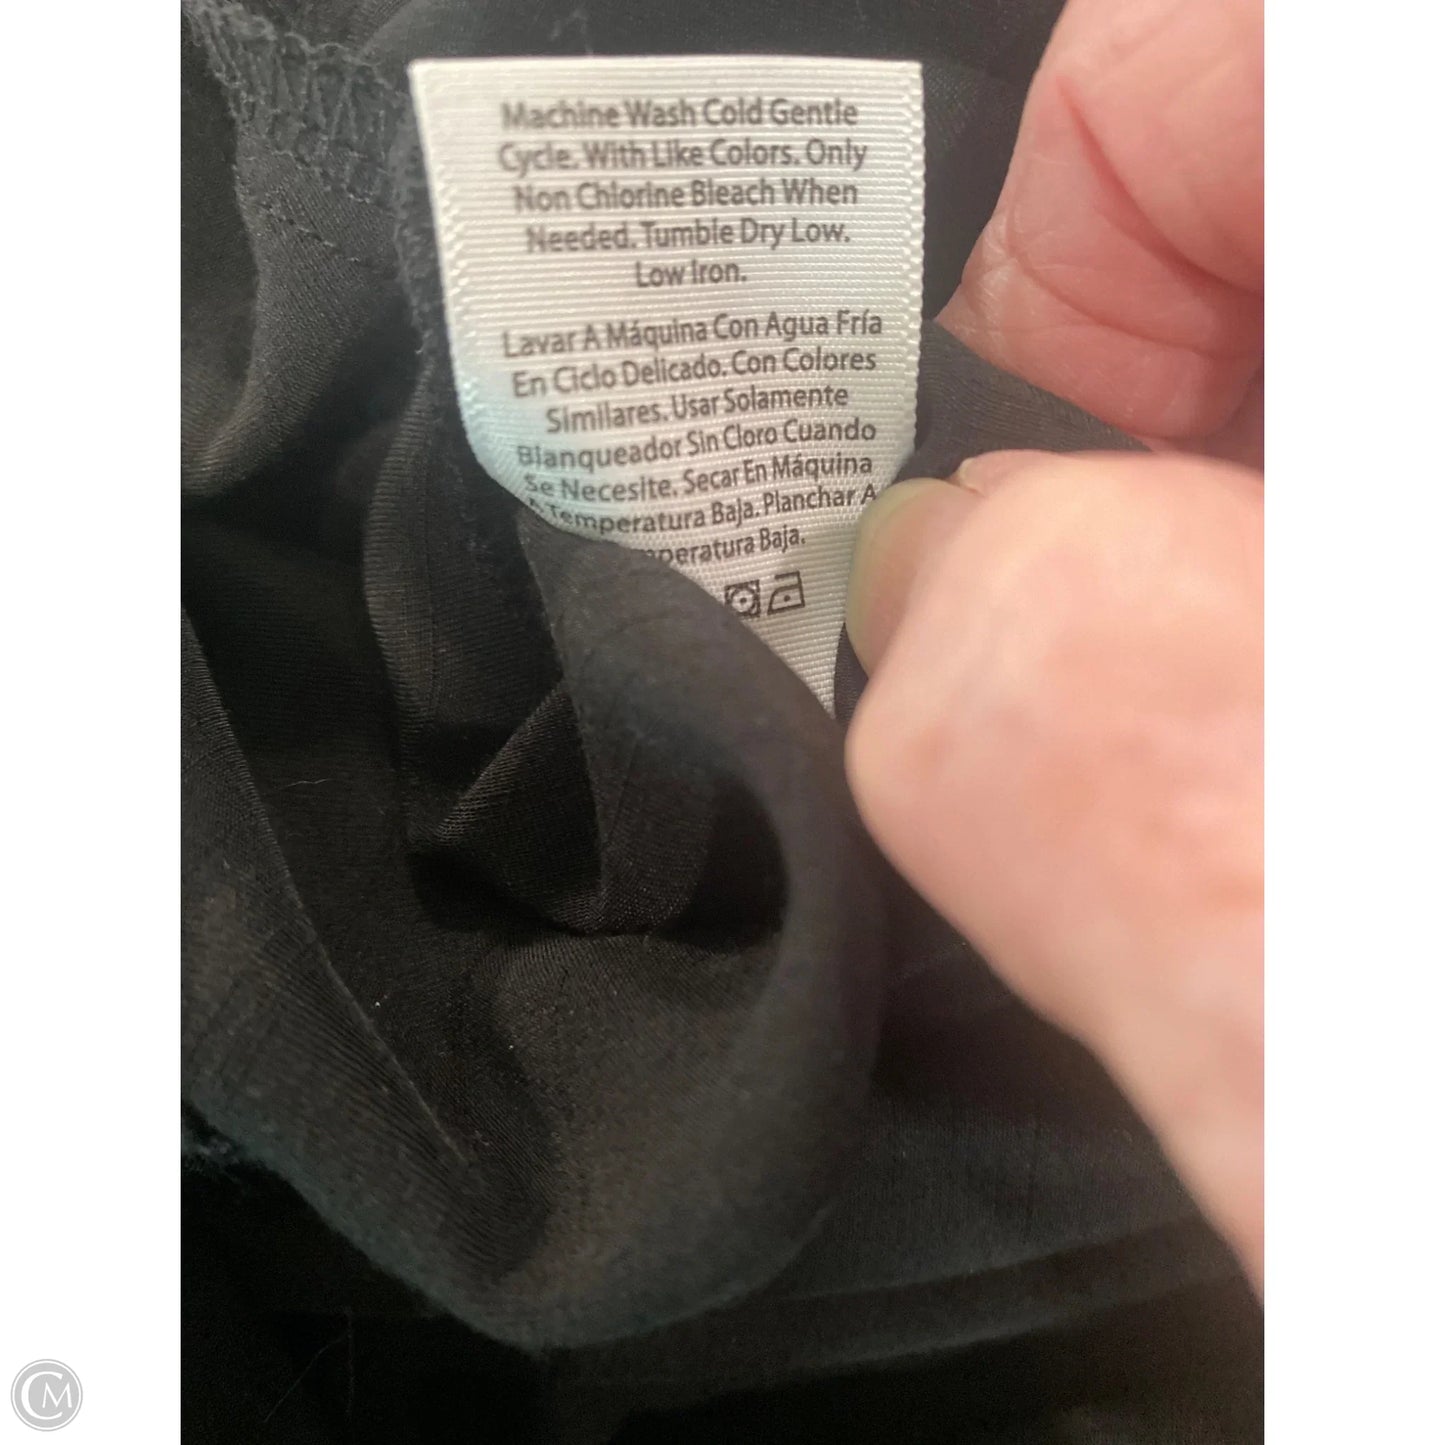 Machine Wash Cold Gentle
Cycle. With Like Colors. Only
Non Chlorine Bleach When
Needed. Tumble Dry Low.
Low Iron.
Lavar A Máquina Con Agua Fría
En Ciclo Delicado. Con Colores
Similares. Usar Solamente
Blanqueador Sin Cloro Cuando
Se Necesite. Secar En Máquina
A Temperatura Baja. Planchar A
peratura Baja.
CM